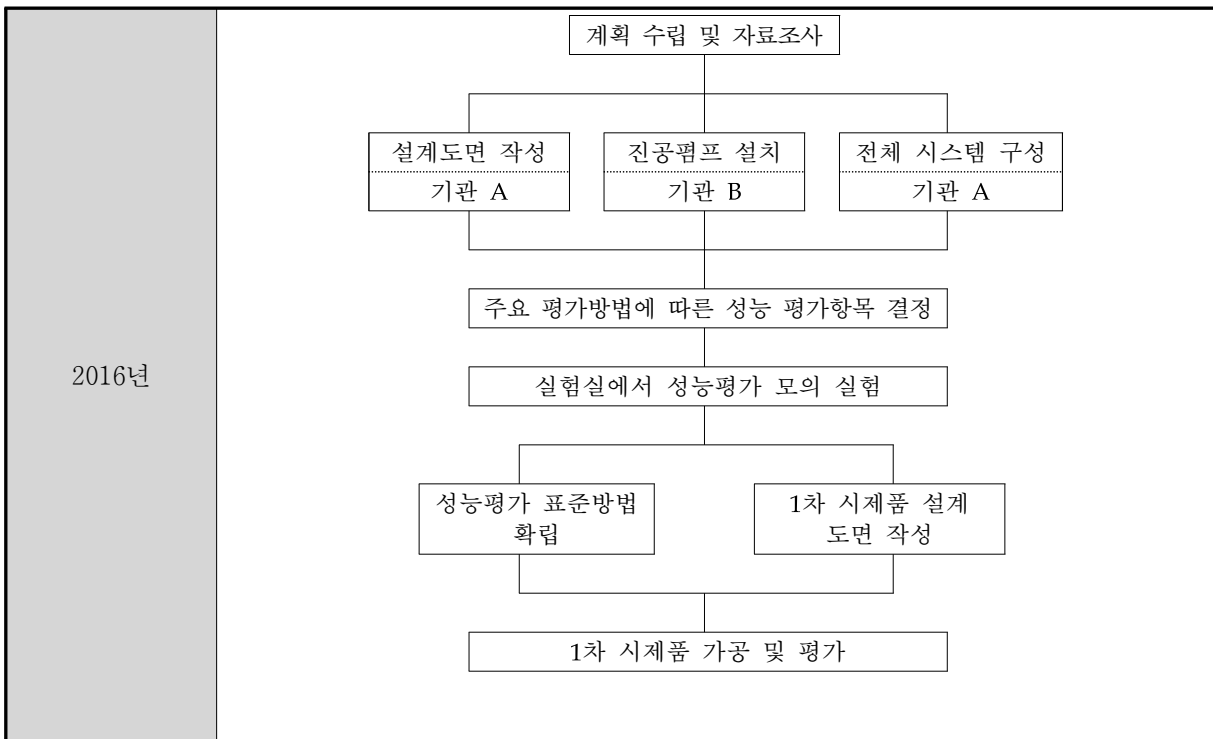 계획 수립 및 자료조사
설계도면 작성
기관 A
진공펌프 설치
기관 B
전체 시스템 구성
기관 A
주요 평가방법에 따른 성능 평가항목 결정
2016년
실험실에서 성능평가 모의 실험
성능평가 표준방법
확립
1차 시제품 설계
도면 작성
1차 시제품 가공 및 평가